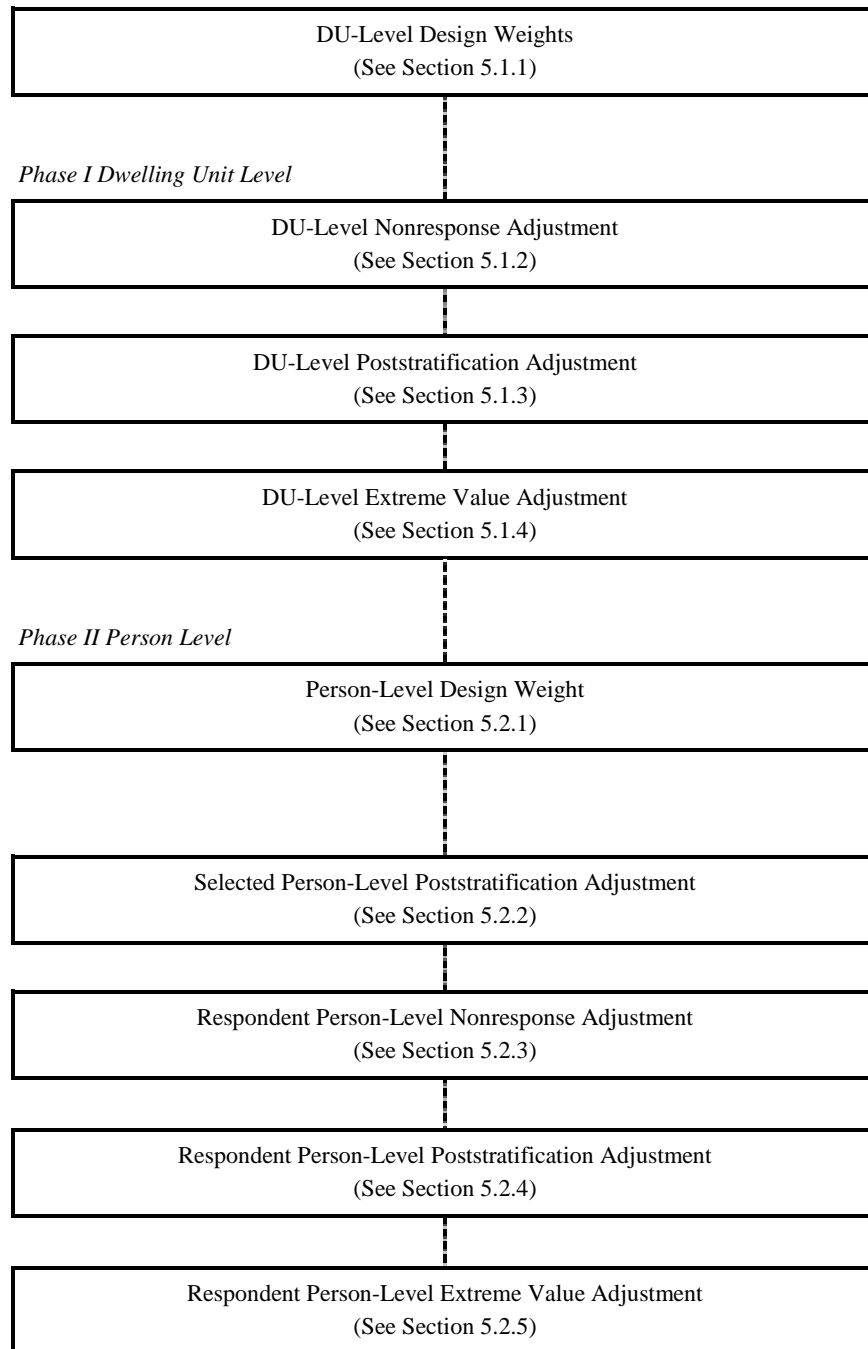 DU-Level Design Weights
(See Section 5.1.1)
Phase I Dwelling Unit Level
DU-Level Nonresponse Adjustment
(See Section 5.1.2)
DU-Level Poststratification Adjustment
(See Section 5.1.3)
DU-Level Extreme Value Adjustment
(See Section 5.1.4)
Phase II Person Level
Person-Level Design Weight
(See Section 5.2.1)
Selected Person-Level Poststratification Adjustment
(See Section 5.2.2)
Respondent Person-Level Nonresponse Adjustment
(See Section 5.2.3)
Respondent Person-Level Poststratification Adjustment
(See Section 5.2.4)
Respondent Person-Level Extreme Value Adjustment
(See Section 5.2.5)